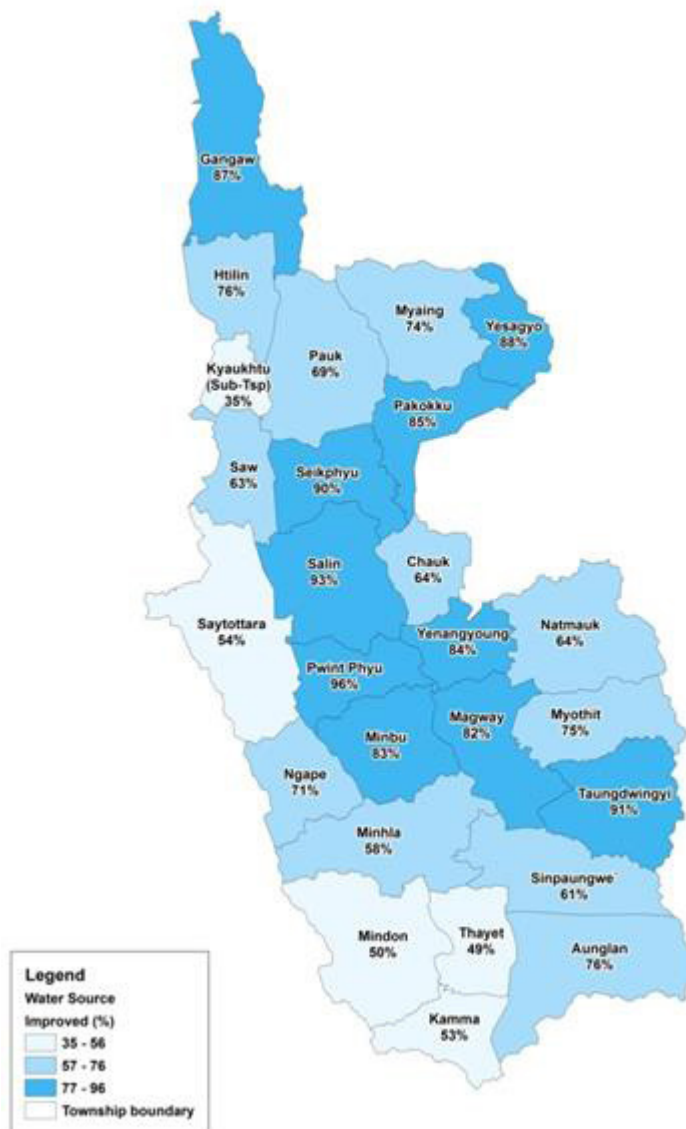 Gangaw
87%
Htilin
76%
Myaing
74%
Yesagyo
88%
Pauk
69%
Kyaukhtu
(Sub-Tsp)
35%
Pakokku
85%
Saw
63%
Seikphyu
90%
Salin
93%
Chauk
64%
Saytottara
54%
Yenangyoung
84%
Natmauk
64%
Pwint Phyu
96%
Magway
82%
Myothit
75%
Minbu
83%
Ngape
71%
Taungdwingyi
91%
Minhla
58%
Sinpaungwe
61%
Mindon
50%
Thayet
49%
Aunglan
76%
Kamma
53%
Legend
Water Source
Improved (%)
35 - 56
57 - 76
77 - 96
Township boundary